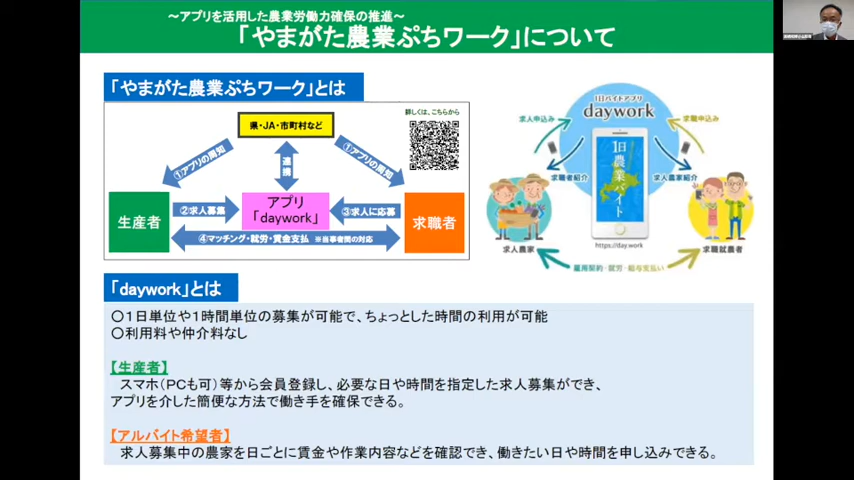 ～アプリを活用した農業労働力確保の推進～
「やまがた農業ぷちワーク」について
「やまがた農業ぷちワーク」とは
詳しくは、こちらから
県・JA・市町村など
①アプリの周知
連携
①アプリの周知
生産者
②求人募集
アプリ
「daywork」
③求人に応募
求職者
④マッチング・就労・賃金支払 ※当事者間の対応
1日バイトアプリ
daywork
求人申込み
求職申込み
1日農業バイト
求職者紹介
求人農家紹介
https://day.work
求人農家
求職就農者
雇用契約・就労・給与支払い
「daywork」とは
○１日単位や１時間単位の募集が可能で、ちょっとした時間の利用が可能
○利用料や仲介料なし
【生産者】
スマホ（PCも可）等から会員登録し、必要な日や時間を指定した求人募集ができ、
アプリを介した簡便な方法で働き手を確保できる。
【アルバイト希望者】
求人募集中の農家を日ごとに賃金や作業内容などを確認でき、働きたい日や時間を申し込みできる。